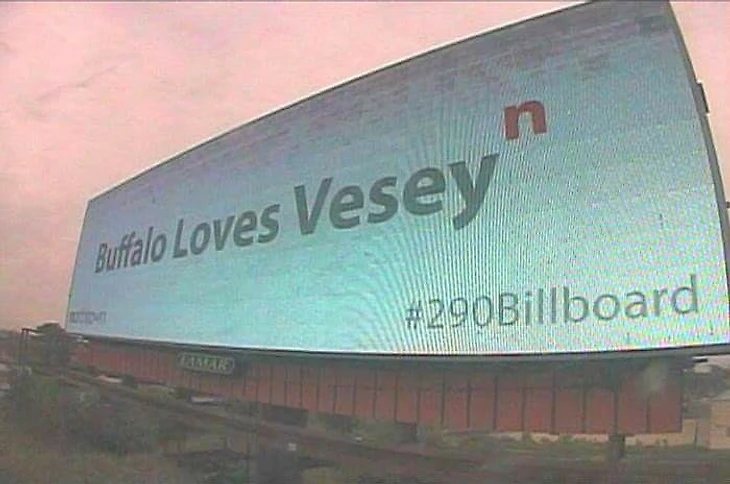 n
Buffalo Loves Vesey
#290Billboard
LAMAR